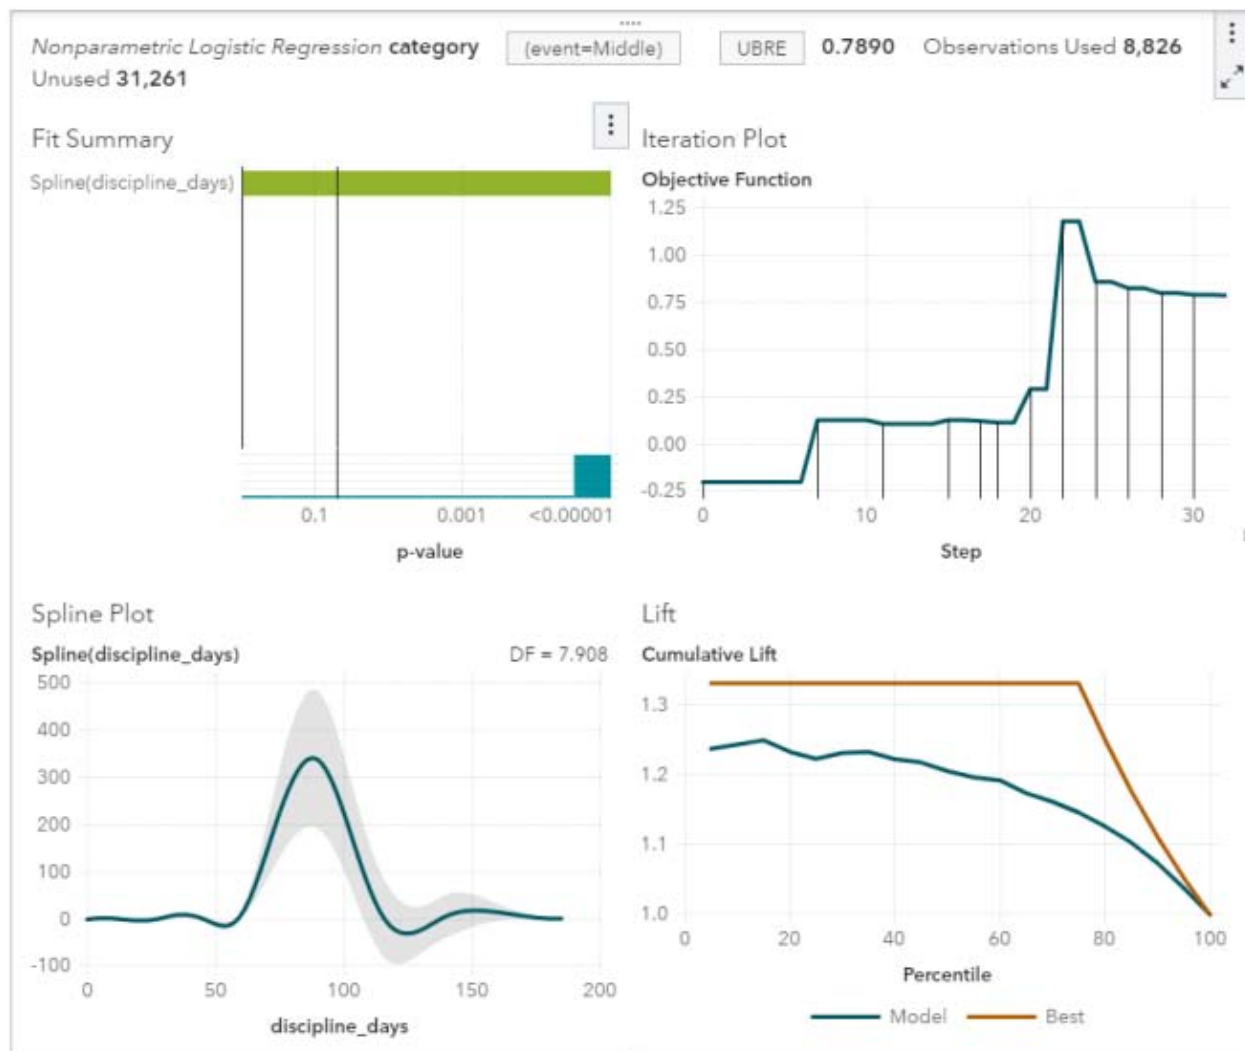 Nonparametric Logistic Regression category (event=Middle) UBRE 0.7890 Observations Used 8,826
Unused 31,261
Fit Summary
Spline(discipline_days)
0.1 0.001 <0.00001
p-value
Iteration Plot
Objective Function
1.25
1.00
0.75
0.50
0.25
0.00
-0.25
0 10 20 30
Step
Spline Plot
Spline(discipline_days) DF = 7.908
500
400
300
200
100
0
-100
0 50 100 150 200
discipline_days
Lift
Cumulative Lift
1.3
1.2
1.1
1.0
0 20 40 60 80 100
Percentile
Model Best